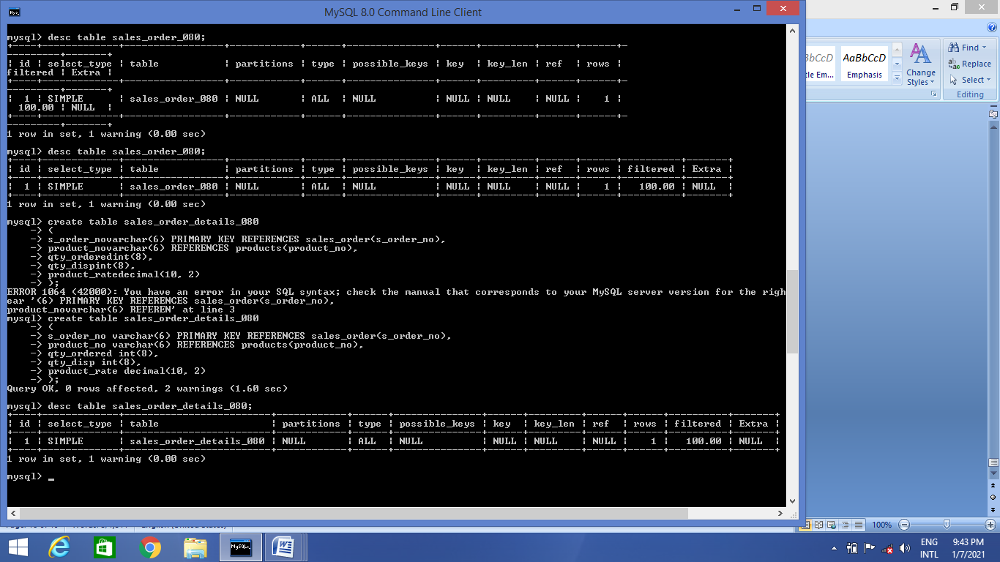 MySQL 8.0 Command Line Client
mysql> desc table sales_order_080;
+----+-------------+-----------------+------------+------+---------------+------+---------+------+------+-
----------+-------+
| id | select_type | table | partitions | type | possible_keys | key | key_len | ref | rows |
filtered | Extra |
+----+-------------+-----------------+------------+------+---------------+------+---------+------+------+-
----------+-------+
| 1 | SIMPLE | sales_order_080 | NULL | ALL | NULL | NULL | NULL | NULL | 1 |
100.00 | NULL |
+----+-------------+-----------------+------------+------+---------------+------+---------+------+------+-
----------+-------+
1 row in set, 1 warning (0.00 sec)
mysql> desc table sales_order_080;
+----+-------------+-----------------+------------+------+---------------+------+---------+------+------+----------+-------+
| id | select_type | table | partitions | type | possible_keys | key | key_len | ref | rows | filtered | Extra |
+----+-------------+-----------------+------------+------+---------------+------+---------+------+------+----------+-------+
| 1 | SIMPLE | sales_order_080 | NULL | ALL | NULL | NULL | NULL | NULL | 1 | 100.00 | NULL |
+----+-------------+-----------------+------------+------+---------------+------+---------+------+------+----------+-------+
1 row in set, 1 warning (0.00 sec)
mysql> create table sales_order_details_080
-> (
-> s_order_novarchar(6) PRIMARY KEY REFERENCES sales_order(s_order_no),
-> product_novarchar(6) REFERENCES products(product_no),
-> qty_orderedint(8),
-> qty_dispint(8),
-> product_ratedecimal(10, 2)
-> );
ERROR 1064 (42000): You have an error in your SQL syntax; check the manual that corresponds to your MySQL server version for the righ
ear '(6) PRIMARY KEY REFERENCES sales_order(s_order_no),
product_novarchar(6) REFEREN' at line 3
mysql> create table sales_order_details_080
-> (
-> s_order_no varchar(6) PRIMARY KEY REFERENCES sales_order(s_order_no),
-> product_no varchar(6) REFERENCES products(product_no),
-> qty_ordered int(8),
-> qty_disp int(8),
-> product_rate decimal(10, 2)
-> );
Query OK, 0 rows affected, 2 warnings (1.60 sec)
mysql> desc table sales_order_details_080;
+----+-------------+-------------------------+------------+------+---------------+------+---------+------+------+----------+-------+
| id | select_type | table | partitions | type | possible_keys | key | key_len | ref | rows | filtered | Extra |
+----+-------------+-------------------------+------------+------+---------------+------+---------+------+------+----------+-------+
| 1 | SIMPLE | sales_order_details_080 | NULL | ALL | NULL | NULL | NULL | NULL | 1 | 100.00 | NULL |
+----+-------------+-------------------------+------------+------+---------------+------+---------+------+------+----------+-------+
1 row in set, 1 warning (0.00 sec)
mysql> _
BbCcD AaBbCcD
tle Em... Emphasis
Change
Styles
Find
Replace
Select
Editing
100%
MySQL
ENG
INTL
9:43 PM
1/7/2021